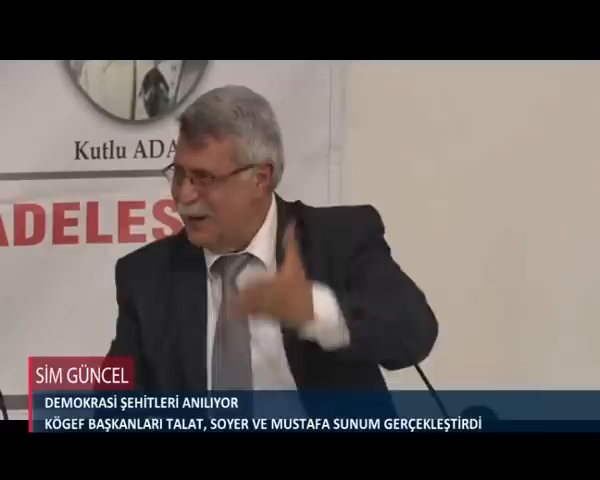 Kutlu ADA
ADELES
SİM GÜNCEL
DEMOKRASİ ŞEHİTLERİ ANILIYOR
KÖGEF BAŞKANLARI TALAT, SOYER VE MUSTAFA SUNUM GERÇEKLEŞTİRDİ